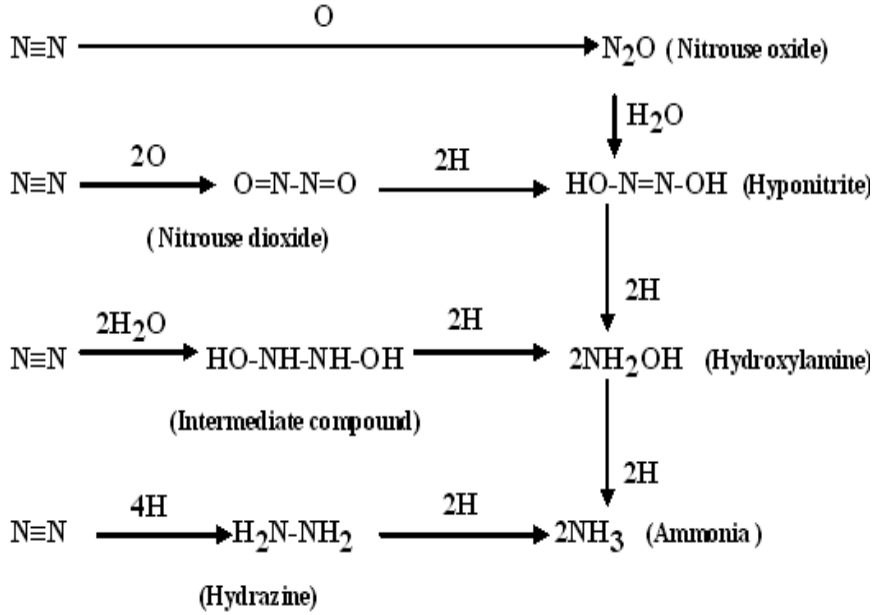 O
N≡N N₂O (Nitrouse oxide)
H₂O
2O 2H
N≡N O=N-N=O HO-N=N-OH (Hyponitrite)
(Nitrouse dioxide)
2H
2H₂O 2H
N≡N HO-NH-NH-OH 2NH₂OH (Hydroxylamine)
(Intermediate compound)
2H
4H 2H
N≡N H₂N-NH₂ 2NH₃ (Ammonia)
(Hydrazine)